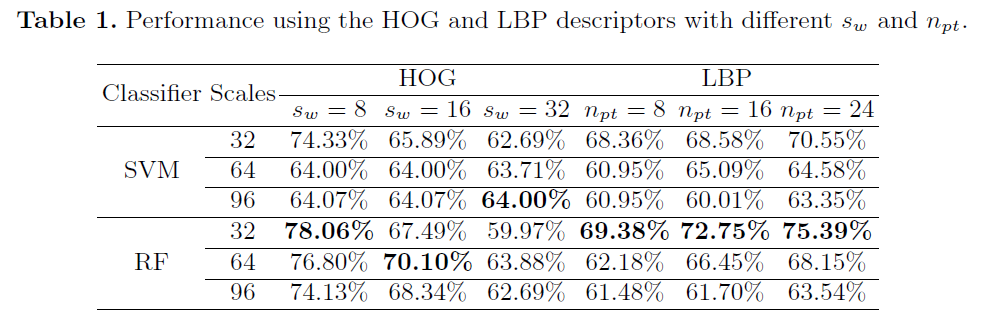 Table 1. Performance using the HOG and LBP descriptors with different s_w and n_pt.
Classifier Scales HOG LBP
s_w = 8 s_w = 16 s_w = 32 n_pt = 8 n_pt = 16 n_pt = 24
32 74.33% 65.89% 62.69% 68.36% 68.58% 70.55%
SVM 64 64.00% 64.00% 63.71% 60.95% 65.09% 64.58%
96 64.07% 64.07% 64.00% 60.95% 60.01% 63.35%
32 78.06% 67.49% 59.97% 69.38% 72.75% 75.39%
RF 64 76.80% 70.10% 63.88% 62.18% 66.45% 68.15%
96 74.13% 68.34% 62.69% 61.48% 61.70% 63.54%